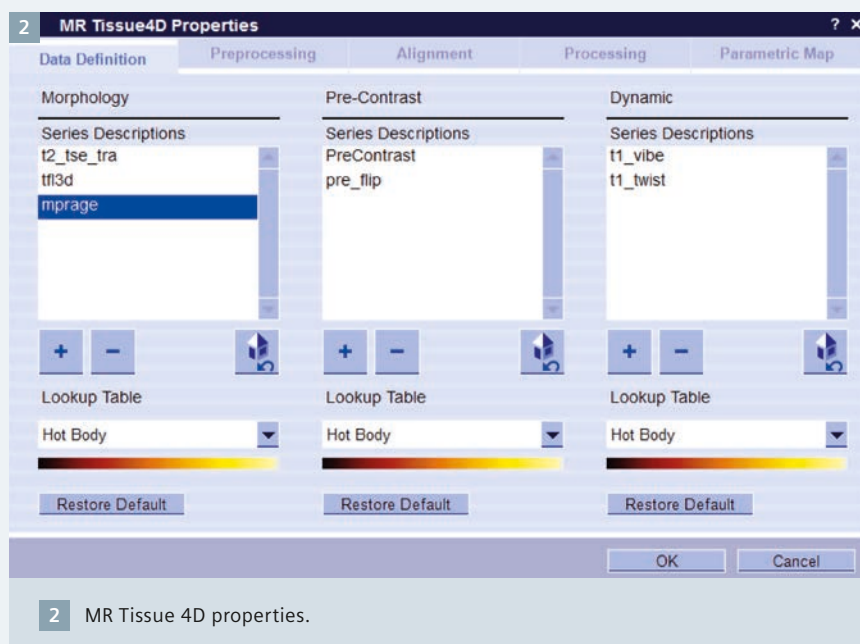 2 MR Tissue4D Properties ? ×
Data Definition Preprocessing Alignment Processing Parametric Map
Morphology Pre-Contrast Dynamic
Series Descriptions Series Descriptions Series Descriptions
t2_tse_tra PreContrast t1_vibe
tfl3d pre_flip t1_twist
mprage
+ − + − + −
Lookup Table Lookup Table Lookup Table
Hot Body Hot Body Hot Body
Restore Default Restore Default Restore Default
OK Cancel
2 MR Tissue 4D properties.